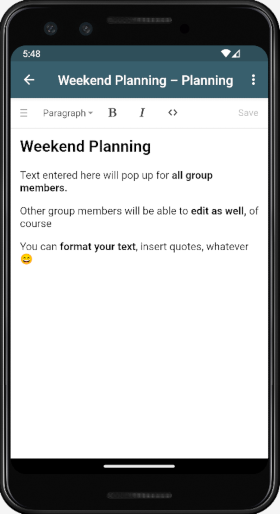 5:48
Weekend Planning – Planning
Paragraph B I <> Save
Weekend Planning
Text entered here will pop up for all group
members.
Other group members will be able to edit as well, of
course
You can format your text, insert quotes, whatever
😄